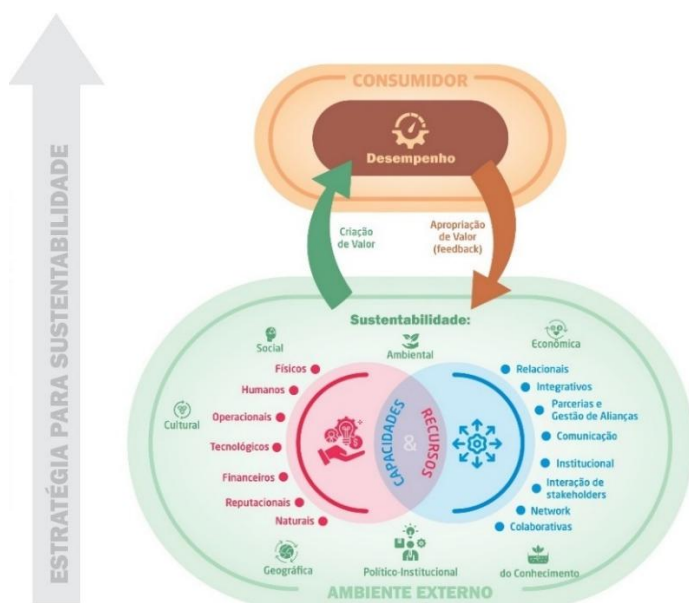 ESTRATÉGIA PARA SUSTENTABILIDADE
CONSUMIDOR
Desempenho
Criação
de Valor
Apropriação
de Valor
(feedback)
Sustentabilidade:
Social
Ambiental
Econômica
Cultural
Físicos
Humanos
Operacionais
Tecnológicos
Financeiros
Reputacionais
Naturais
CAPACIDADES
&
RECURSOS
Relacionais
Integrativos
Parcerias e
Gestão de Alianças
Comunicação
Institucional
Interação de
stakeholders
Network
Colaborativas
Geográfica
Político-Institucional
do Conhecimento
AMBIENTE EXTERNO